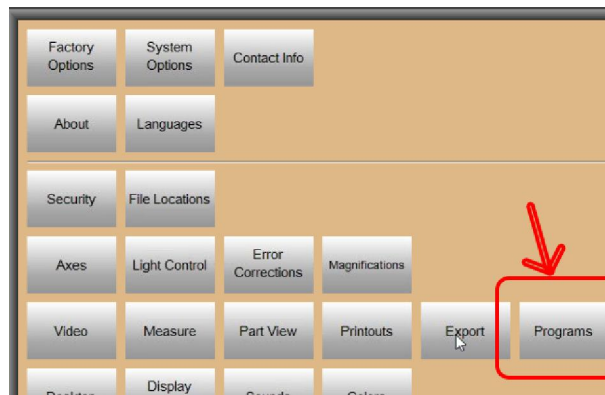 Factory Options
System Options
Contact Info
About
Languages
Security
File Locations
Axes
Light Control
Error Corrections
Magnifications
Video
Measure
Part View
Printouts
Export
Programs
Display